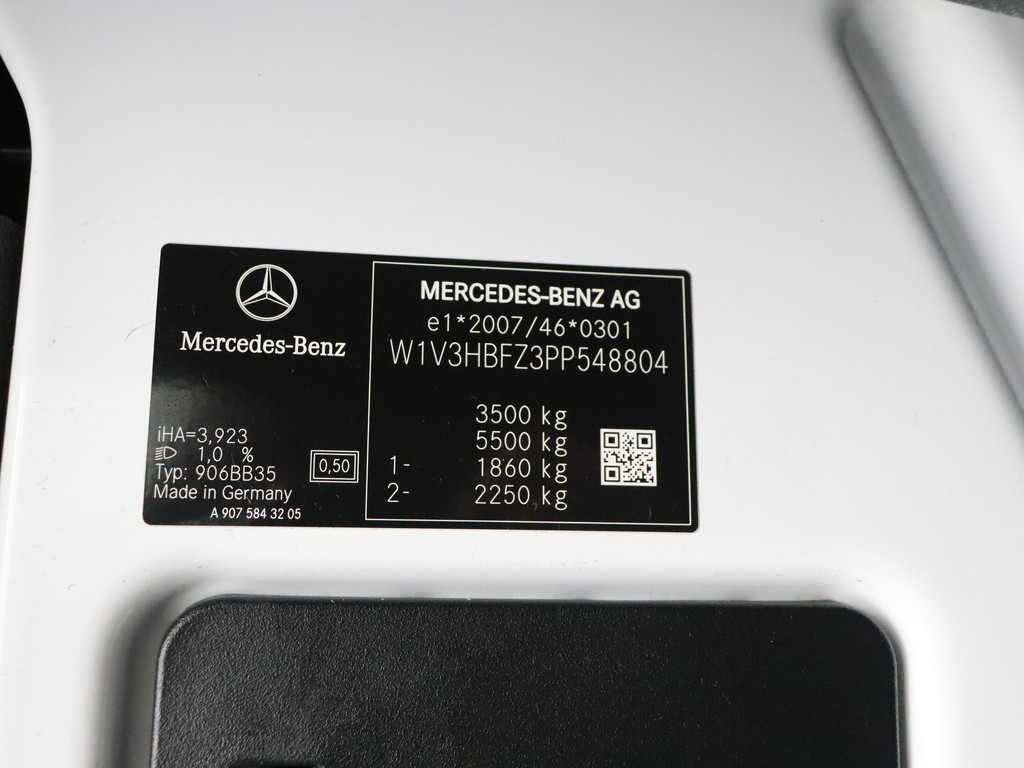 Mercedes-Benz
iHA=3,923
1,0 %
Typ: 906BB35
Made in Germany
A 907 584 32 05
0,50
MERCEDES-BENZ AG
e1*2007/46*0301
W1V3HBFZ3PP548804
3500 kg
5500 kg
1- 1860 kg
2- 2250 kg